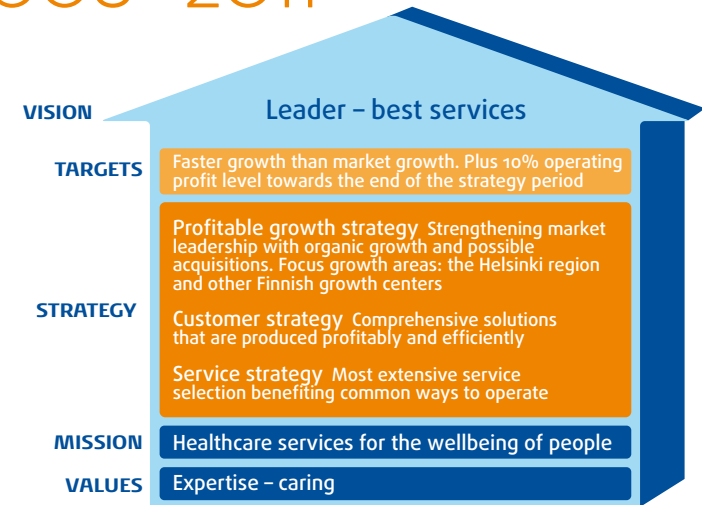 VISION
Leader – best services
TARGETS
Faster growth than market growth. Plus 10% operating
profit level towards the end of the strategy period
STRATEGY
Profitable growth strategy Strengthening market
leadership with organic growth and possible
acquisitions. Focus growth areas: the Helsinki region
and other Finnish growth centers
Customer strategy Comprehensive solutions
that are produced profitably and efficiently
Service strategy Most extensive service
selection benefiting common ways to operate
MISSION
Healthcare services for the wellbeing of people
VALUES
Expertise – caring